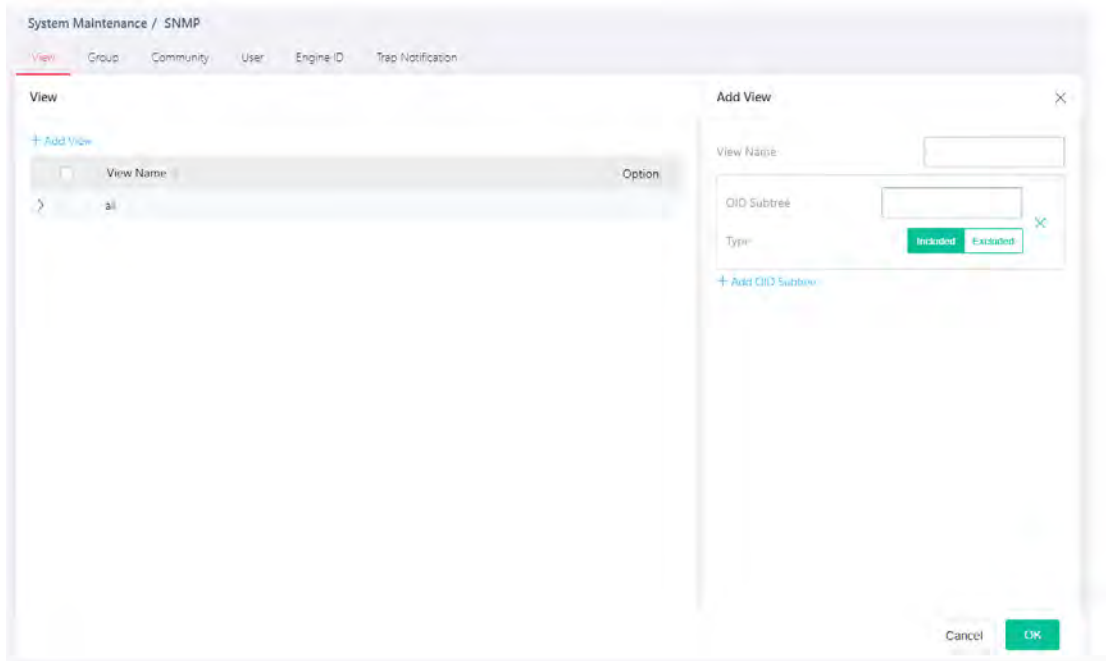 System Maintenance / SNMP
View Group Community User Engine ID Trap Notification
View
+ Add View
View Name Option
all
Add View
View Name
OID Subtree
Type Included Excluded
+ Add OID Subtree
Cancel OK